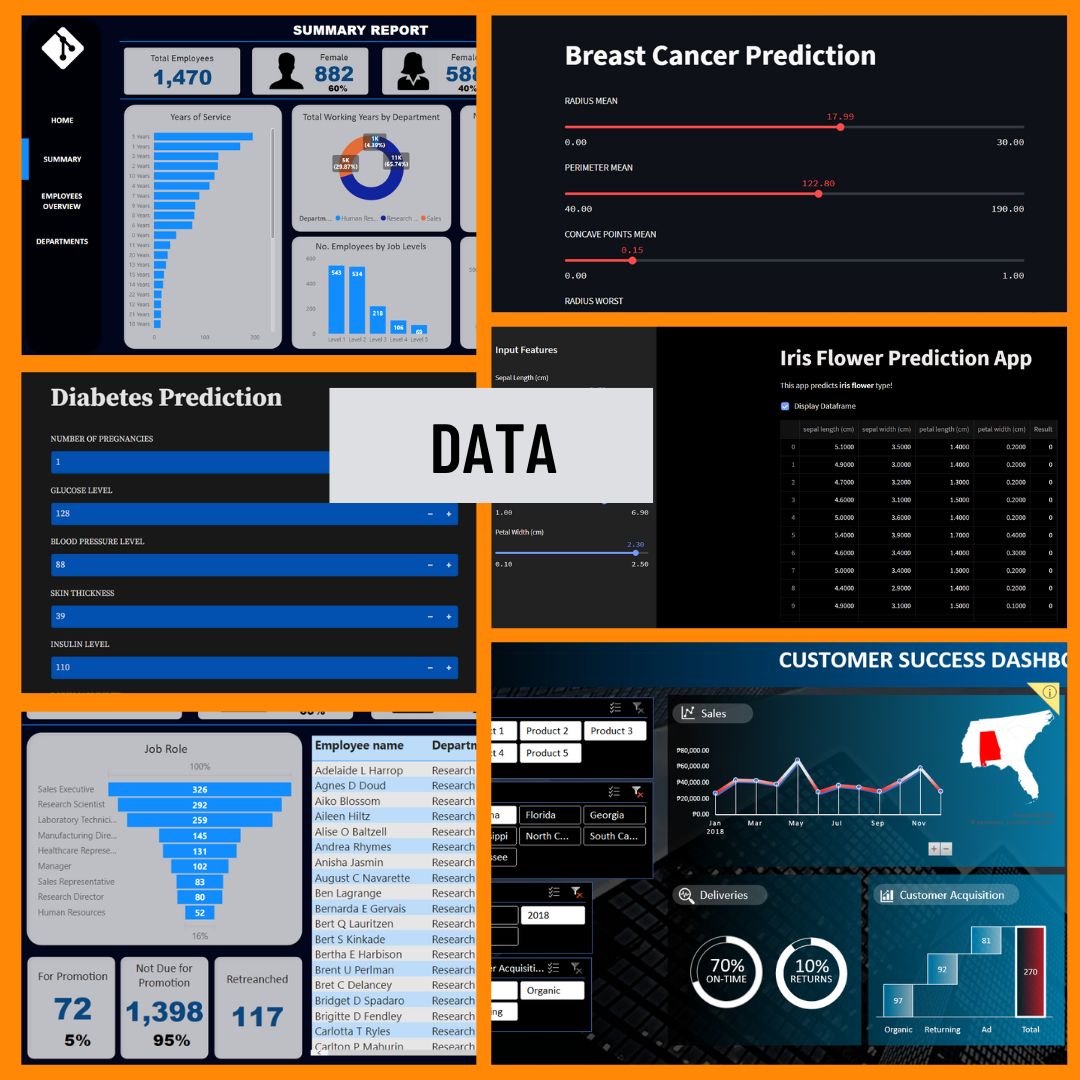 SUMMARY REPORT
Total Employees
1,470
Female
882
60%
Female
588
40%
HOME
SUMMARY
EMPLOYEES
OVERVIEW
DEPARTMENTS
Years of Service
5 Years
1 Years
3 Years
2 Years
10 Years
4 Years
7 Years
9 Years
8 Years
6 Years
0 Years
11 Years
20 Years
13 Years
15 Years
14 Years
22 Years
12 Years
21 Years
18 Years
0 100 200
Total Working Years by Department
1K
(4.39%)
5K
(29.87%)
11K
(65.74%)
Departm... Human Res... Research ... Sales
No. Employees by Job Levels
600
400
200
0
543 534 218 106 69
Level 1 Level 2 Level 3 Level 4 Level 5
Breast Cancer Prediction
RADIUS MEAN
17.99
0.00 30.00
PERIMETER MEAN
122.80
40.00 190.00
CONCAVE POINTS MEAN
0.15
0.00 1.00
RADIUS WORST
Diabetes Prediction
NUMBER OF PREGNANCIES
1
GLUCOSE LEVEL
128 − +
BLOOD PRESSURE LEVEL
88 − +
SKIN THICKNESS
39 − +
INSULIN LEVEL
110 − +
DATA
Input Features
Sepal Length (cm)
1.00 6.90
Petal Width (cm)
2.30
0.10 2.50
Iris Flower Prediction App
This app predicts iris flower type!
Display Dataframe
sepal length (cm) sepal width (cm) petal length (cm) petal width (cm) Result
0 5.1000 3.5000 1.4000 0.2000 0
1 4.9000 3.0000 1.4000 0.2000 0
2 4.7000 3.2000 1.3000 0.2000 0
3 4.6000 3.1000 1.5000 0.2000 0
4 5.0000 3.6000 1.4000 0.2000 0
5 5.4000 3.9000 1.7000 0.4000 0
6 4.6000 3.4000 1.4000 0.3000 0
7 5.0000 3.4000 1.5000 0.2000 0
8 4.4000 2.9000 1.4000 0.2000 0
9 4.9000 3.1000 1.5000 0.1000 0
Job Role
100%
Sales Executive 326
Research Scientist 292
Laboratory Technici... 259
Manufacturing Dire... 145
Healthcare Represe... 131
Manager 102
Sales Representative 83
Research Director 80
Human Resources 52
16%
For Promotion
72
5%
Not Due for
Promotion
1,398
95%
Retreanched
117
Employee name Departn
Adelaide L Harrop Research
Agnes D Doud Research
Aiko Blossom Research
Aileen Hiltz Research
Alise O Baltzell Research
Andrea Rhymes Research
Anisha Jasmin Research
August C Navarette Research
Ben Lagrange Research
Bernarda E Gervais Research
Bert Q Lauritzen Research
Bert S Kinkade Research
Bertha E Harbison Research
Brent U Perlman Research
Bret C Delancey Research
Bridget D Spadaro Research
Brigitte D Fendley Research
Carlotta T Ryles Research
Carlton P Mahurin Research
CUSTOMER SUCCESS DASHBO
ct 1 Product 2 Product 3
ct 4 Product 5
na Florida Georgia
sippi North C... South Ca...
ssee
2018
er Acquisiti...
Organic
ng
Sales
₱80,000.00
₱60,000.00
₱40,000.00
₱20,000.00
₱0.00
Jan Mar May Jul Sep Nov
2018
+ −
Deliveries
70%
ON-TIME
10%
RETURNS
Customer Acquisition
97 92 81 270
Organic Returning Ad Total